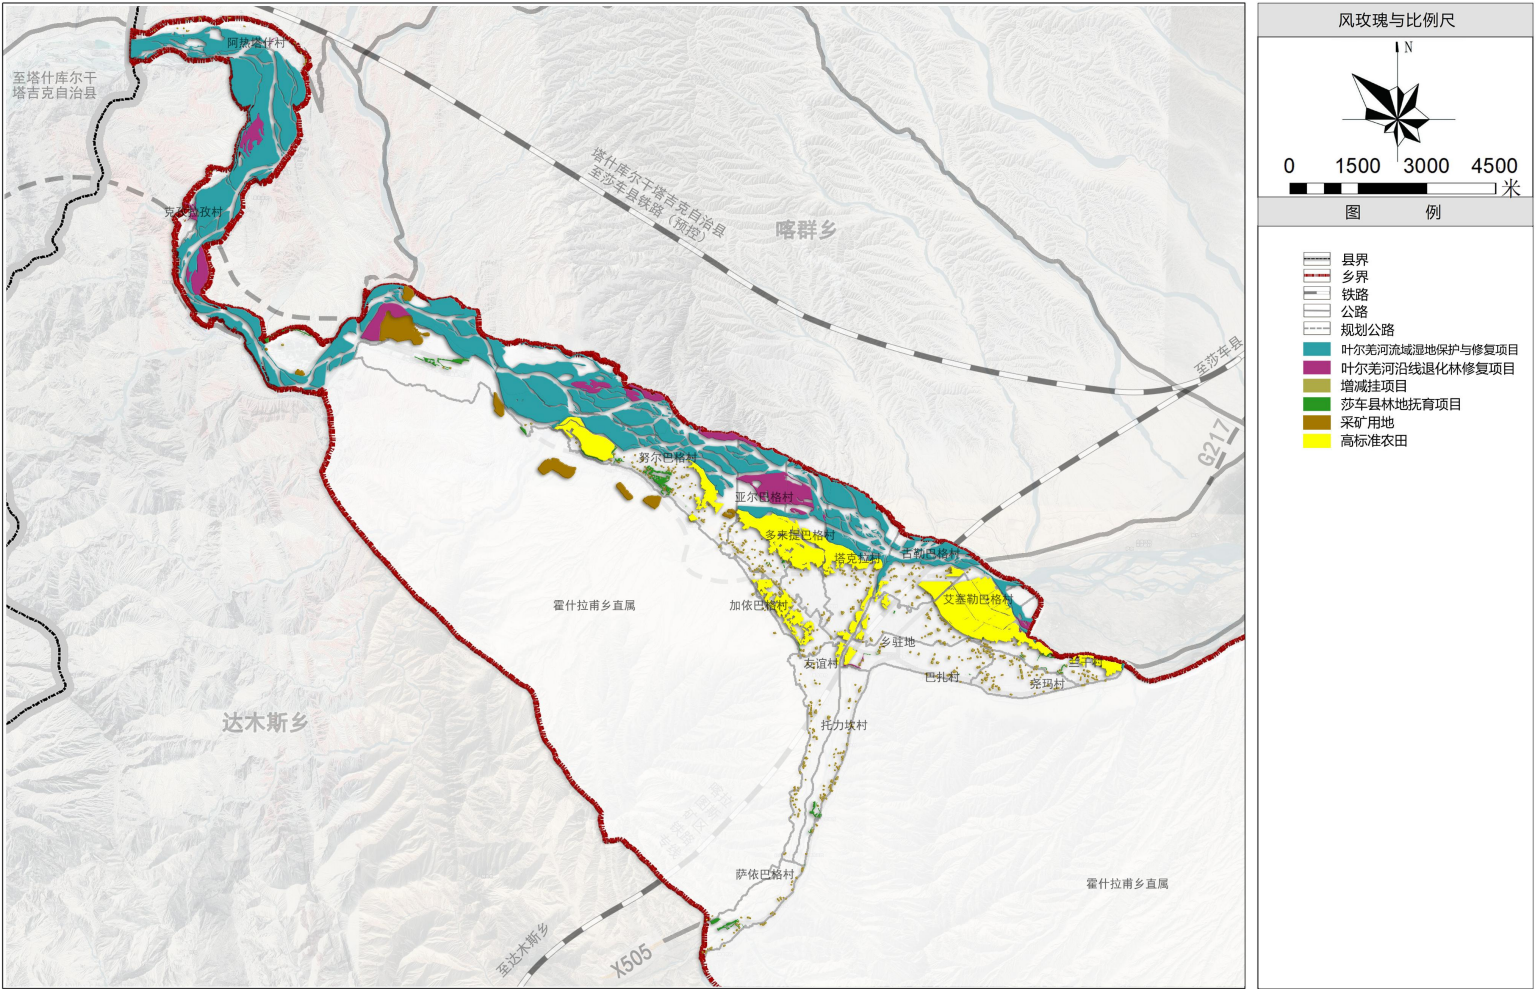 阿热塔什村
至塔什库尔干
塔吉克自治县
克孜拉孜村
塔什库尔干塔吉克自治县
至莎车县铁路（预控）
喀群乡
至莎车县
G217
努尔巴格村
亚尔巴格村
多来提巴格村
塔克拉村
古勒巴格村
艾塞勒巴格村
加依巴格村
霍什拉甫乡直属
乡驻地
友谊村
巴扎村
兰干村
尧玛村
达木斯乡
托力坎村
萨依巴格村
霍什拉甫乡直属
至达木斯乡
X505
风玫瑰与比例尺
N
0 1500 3000 4500 米
图 例
县界
乡界
铁路
公路
规划公路
叶尔羌河流域湿地保护与修复项目
叶尔羌河沿线退化林修复项目
增减挂项目
莎车县林地抚育项目
采矿用地
高标准农田